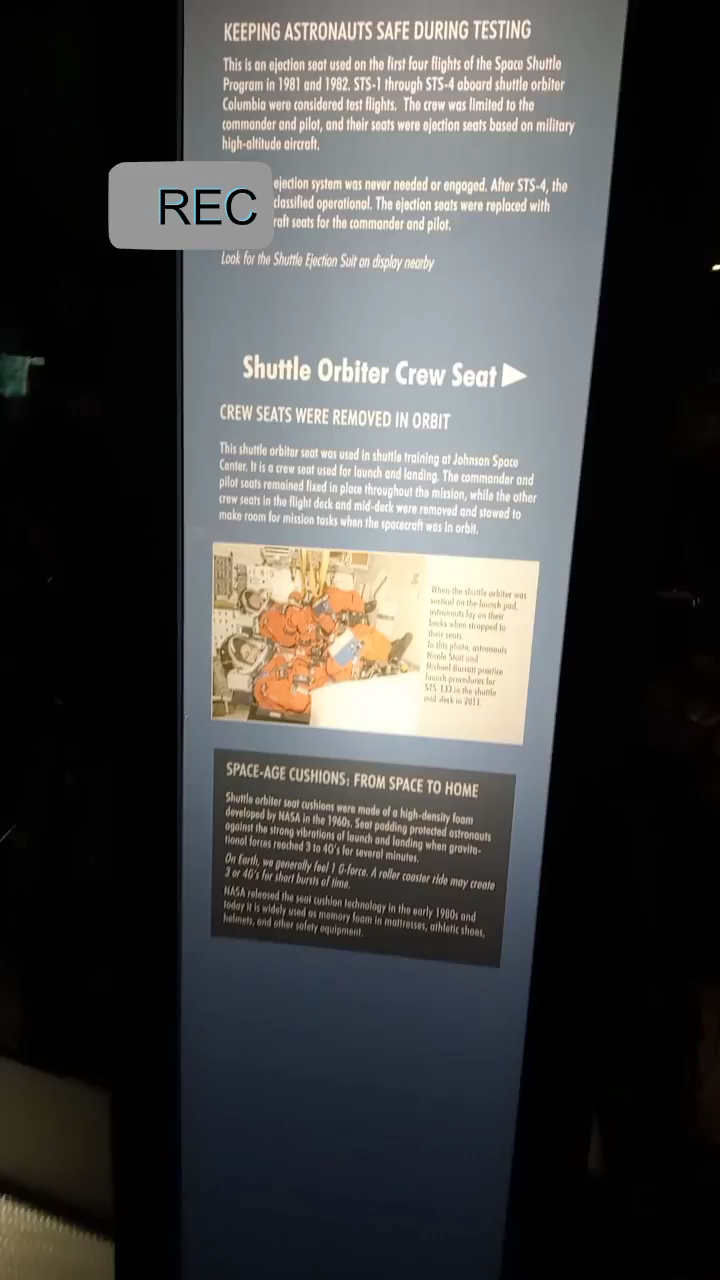 KEEPING ASTRONAUTS SAFE DURING TESTING
This is an ejection seat used on the first four flights of the Space Shuttle
Program in 1981 and 1982. STS-1 through STS-4 aboard shuttle orbiter
Columbia were considered test flights. The crew was limited to the
commander and pilot, and their seats were ejection seats based on military
high-altitude aircraft.
REC
ejection system was never needed or engaged. After STS-4, the
classified operational. The ejection seats were replaced with
raft seats for the commander and pilot.
Look for the Shuttle Ejection Suit on display nearby
Shuttle Orbiter Crew Seat
CREW SEATS WERE REMOVED IN ORBIT
This shuttle orbiter seat was used in shuttle training at Johnson Space
Center. It is a crew seat used for launch and landing. The commander and
pilot seats remained fixed in place throughout the mission, while the other
crew seats in the flight deck and mid-deck were removed and stowed to
make room for mission tasks when the spacecraft was in orbit.
When the shuttle orbiter was
vertical on the launch pad,
astronauts lay on their
backs when strapped to
their seats.
In this photo, astronauts
Nicole Stott and
Michael Barratt practice
launch procedures for
STS-133 in the shuttle
mid-deck in 2011.
SPACE-AGE CUSHIONS: FROM SPACE TO HOME
Shuttle orbiter seat cushions were made of a high-density foam
developed by NASA in the 1960s. Seat padding protected astronauts
against the strong vibrations of launch and landing when gravita-
tional forces reached 3 to 4G's for several minutes.
On Earth, we generally feel 1 G-force. A roller coaster ride may create
3 or 4G's for short bursts of time.
NASA released the seat cushion technology in the early 1980s and
today it is widely used as memory foam in mattresses, athletic shoes,
helmets, and other safety equipment.